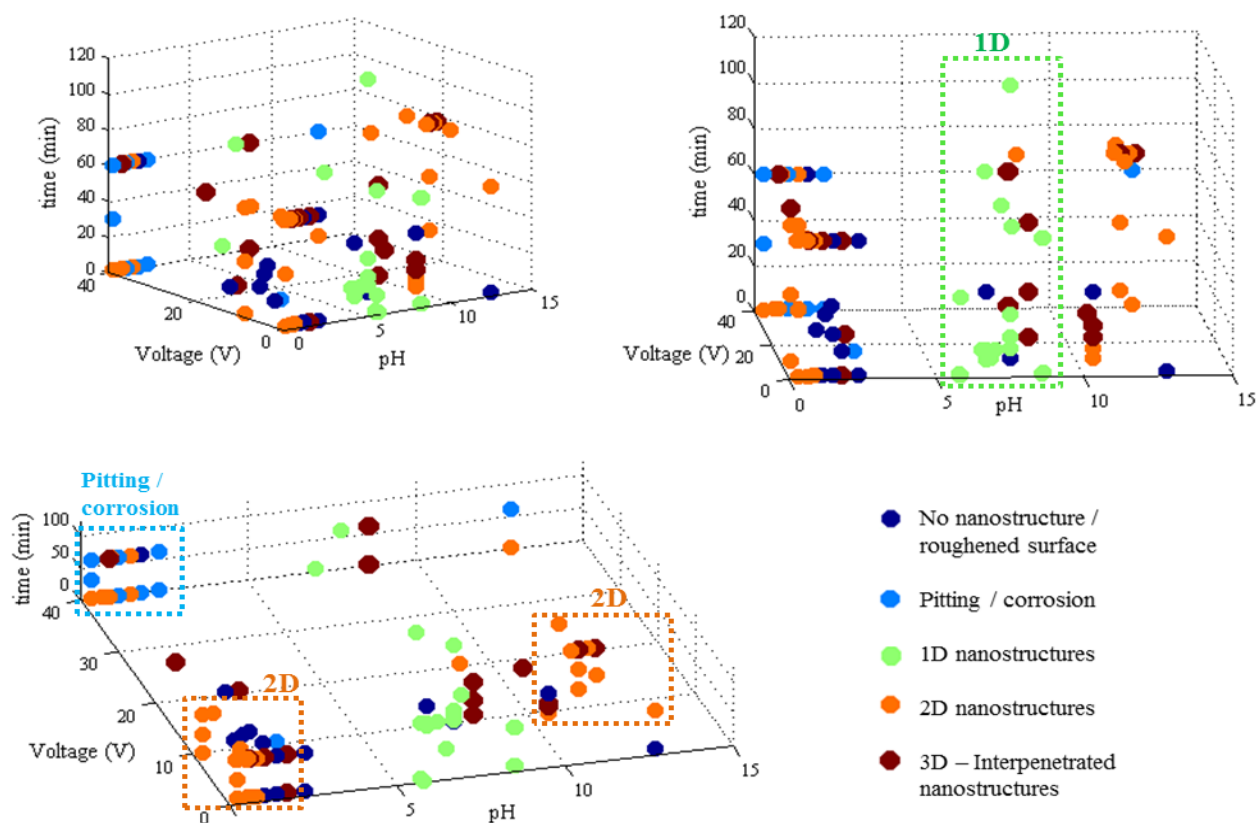 120
100
80
60
40
20
0
time (min)
40
20
0
Voltage (V)
0
5
10
15
pH
1D
120
100
80
60
40
20
0
time (min)
40
20
0
Voltage (V)
0
5
10
15
pH
Pitting /
corrosion
100
50
0
time (min)
40
30
20
10
0
Voltage (V)
2D
2D
5
10
15
pH
No nanostructure /
roughened surface
Pitting / corrosion
1D nanostructures
2D nanostructures
3D – Interpenetrated
nanostructures